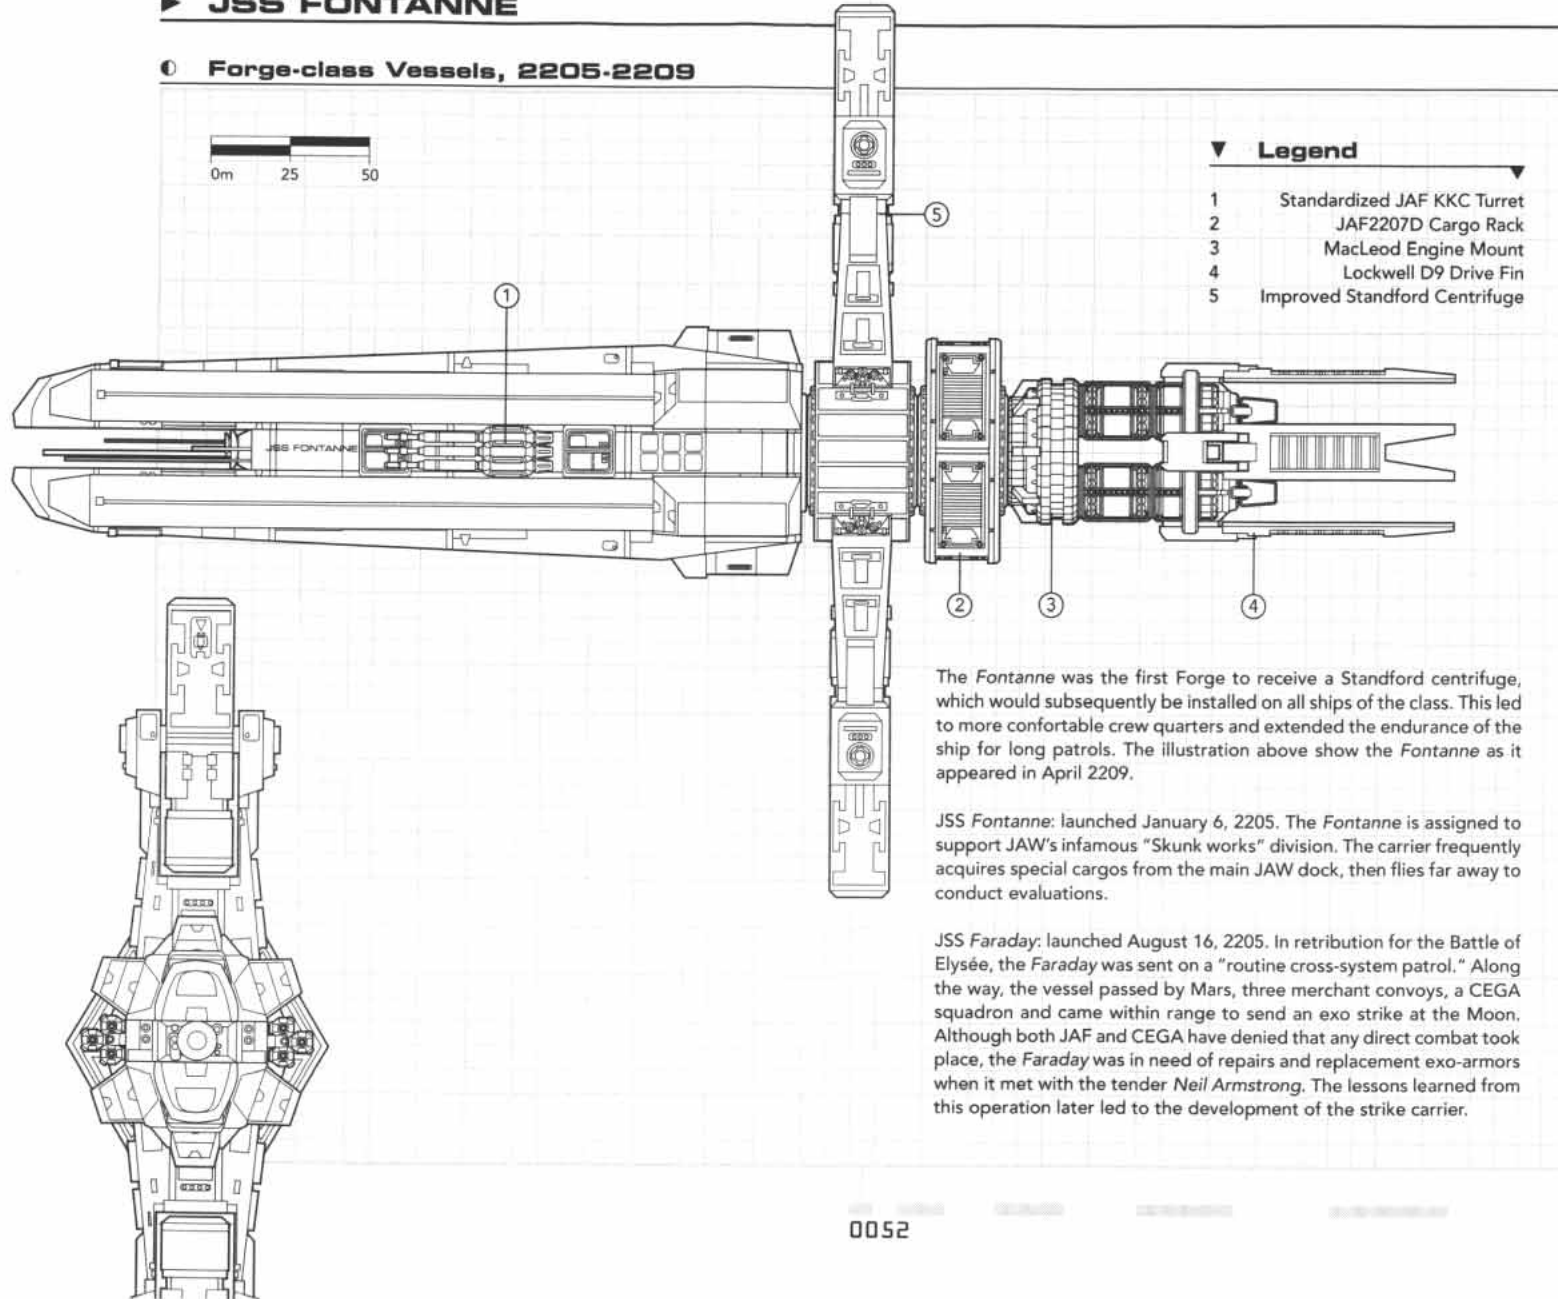 JSS FONTANNE
Forge-class Vessels, 2205-2209
0m 25 50
Legend
1 Standardized JAF KKC Turret
2 JAF2207D Cargo Rack
3 MacLeod Engine Mount
4 Lockwell D9 Drive Fin
5 Improved Standford Centrifuge
5
1
JSS FONTANNE
2
3
4
The Fontanne was the first Forge to receive a Standford centrifuge,
which would subsequently be installed on all ships of the class. This led
to more confortable crew quarters and extended the endurance of the
ship for long patrols. The illustration above show the Fontanne as it
appeared in April 2209.
JSS Fontanne: launched January 6, 2205. The Fontanne is assigned to
support JAW's infamous "Skunk works" division. The carrier frequently
acquires special cargos from the main JAW dock, then flies far away to
conduct evaluations.
JSS Faraday: launched August 16, 2205. In retribution for the Battle of
Elysée, the Faraday was sent on a "routine cross-system patrol." Along
the way, the vessel passed by Mars, three merchant convoys, a CEGA
squadron and came within range to send an exo strike at the Moon.
Although both JAF and CEGA have denied that any direct combat took
place, the Faraday was in need of repairs and replacement exo-armors
when it met with the tender Neil Armstrong. The lessons learned from
this operation later led to the development of the strike carrier.
0052